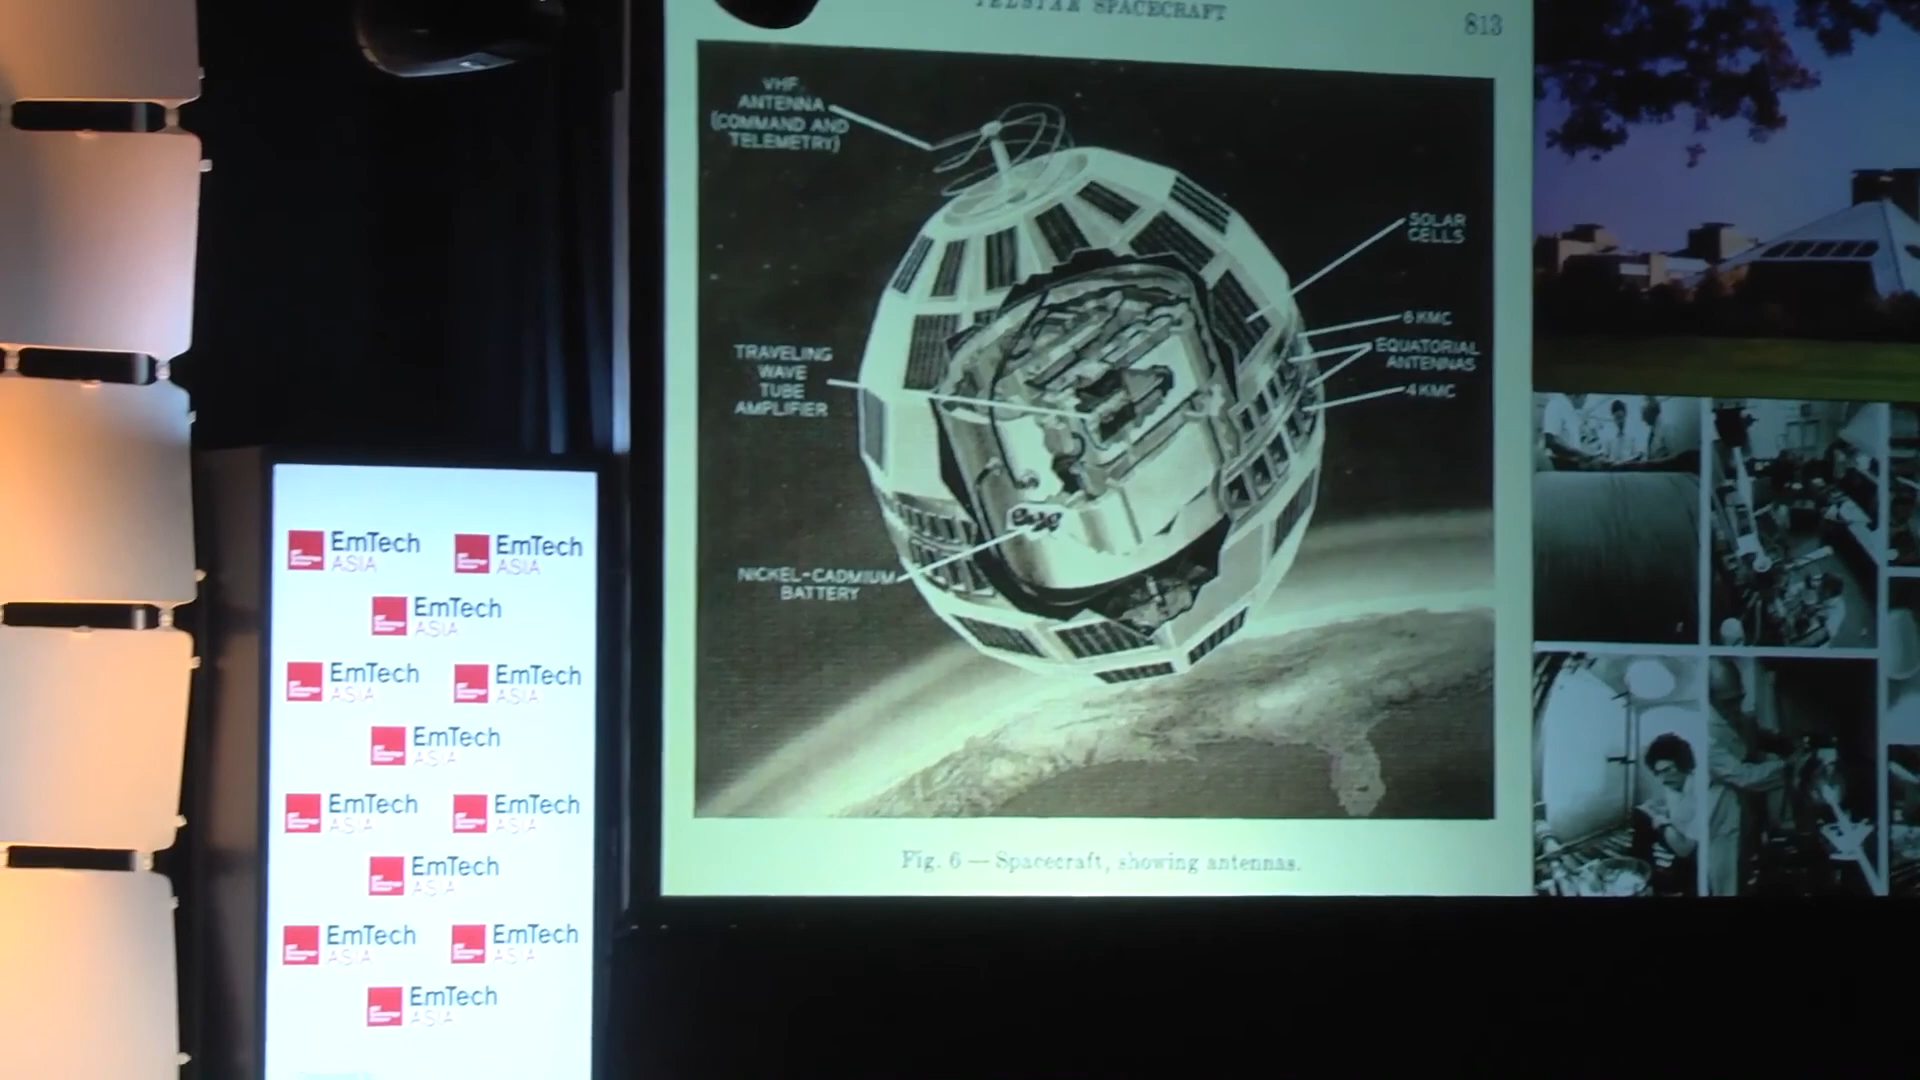 TELSTAR SPACECRAFT
813
VHF
ANTENNA
(COMMAND AND
TELEMETRY)
SOLAR
CELLS
6 KMC
EQUATORIAL
ANTENNAS
4 KMC
TRAVELING
WAVE
TUBE
AMPLIFIER
NICKEL-CADMIUM
BATTERY
Fig. 6 — Spacecraft, showing antennas.
EmTech
ASIA
EmTech
ASIA
EmTech
ASIA
EmTech
ASIA
EmTech
ASIA
EmTech
ASIA
EmTech
ASIA
EmTech
ASIA
EmTech
ASIA
EmTech
ASIA
EmTech
ASIA
EmTech
ASIA